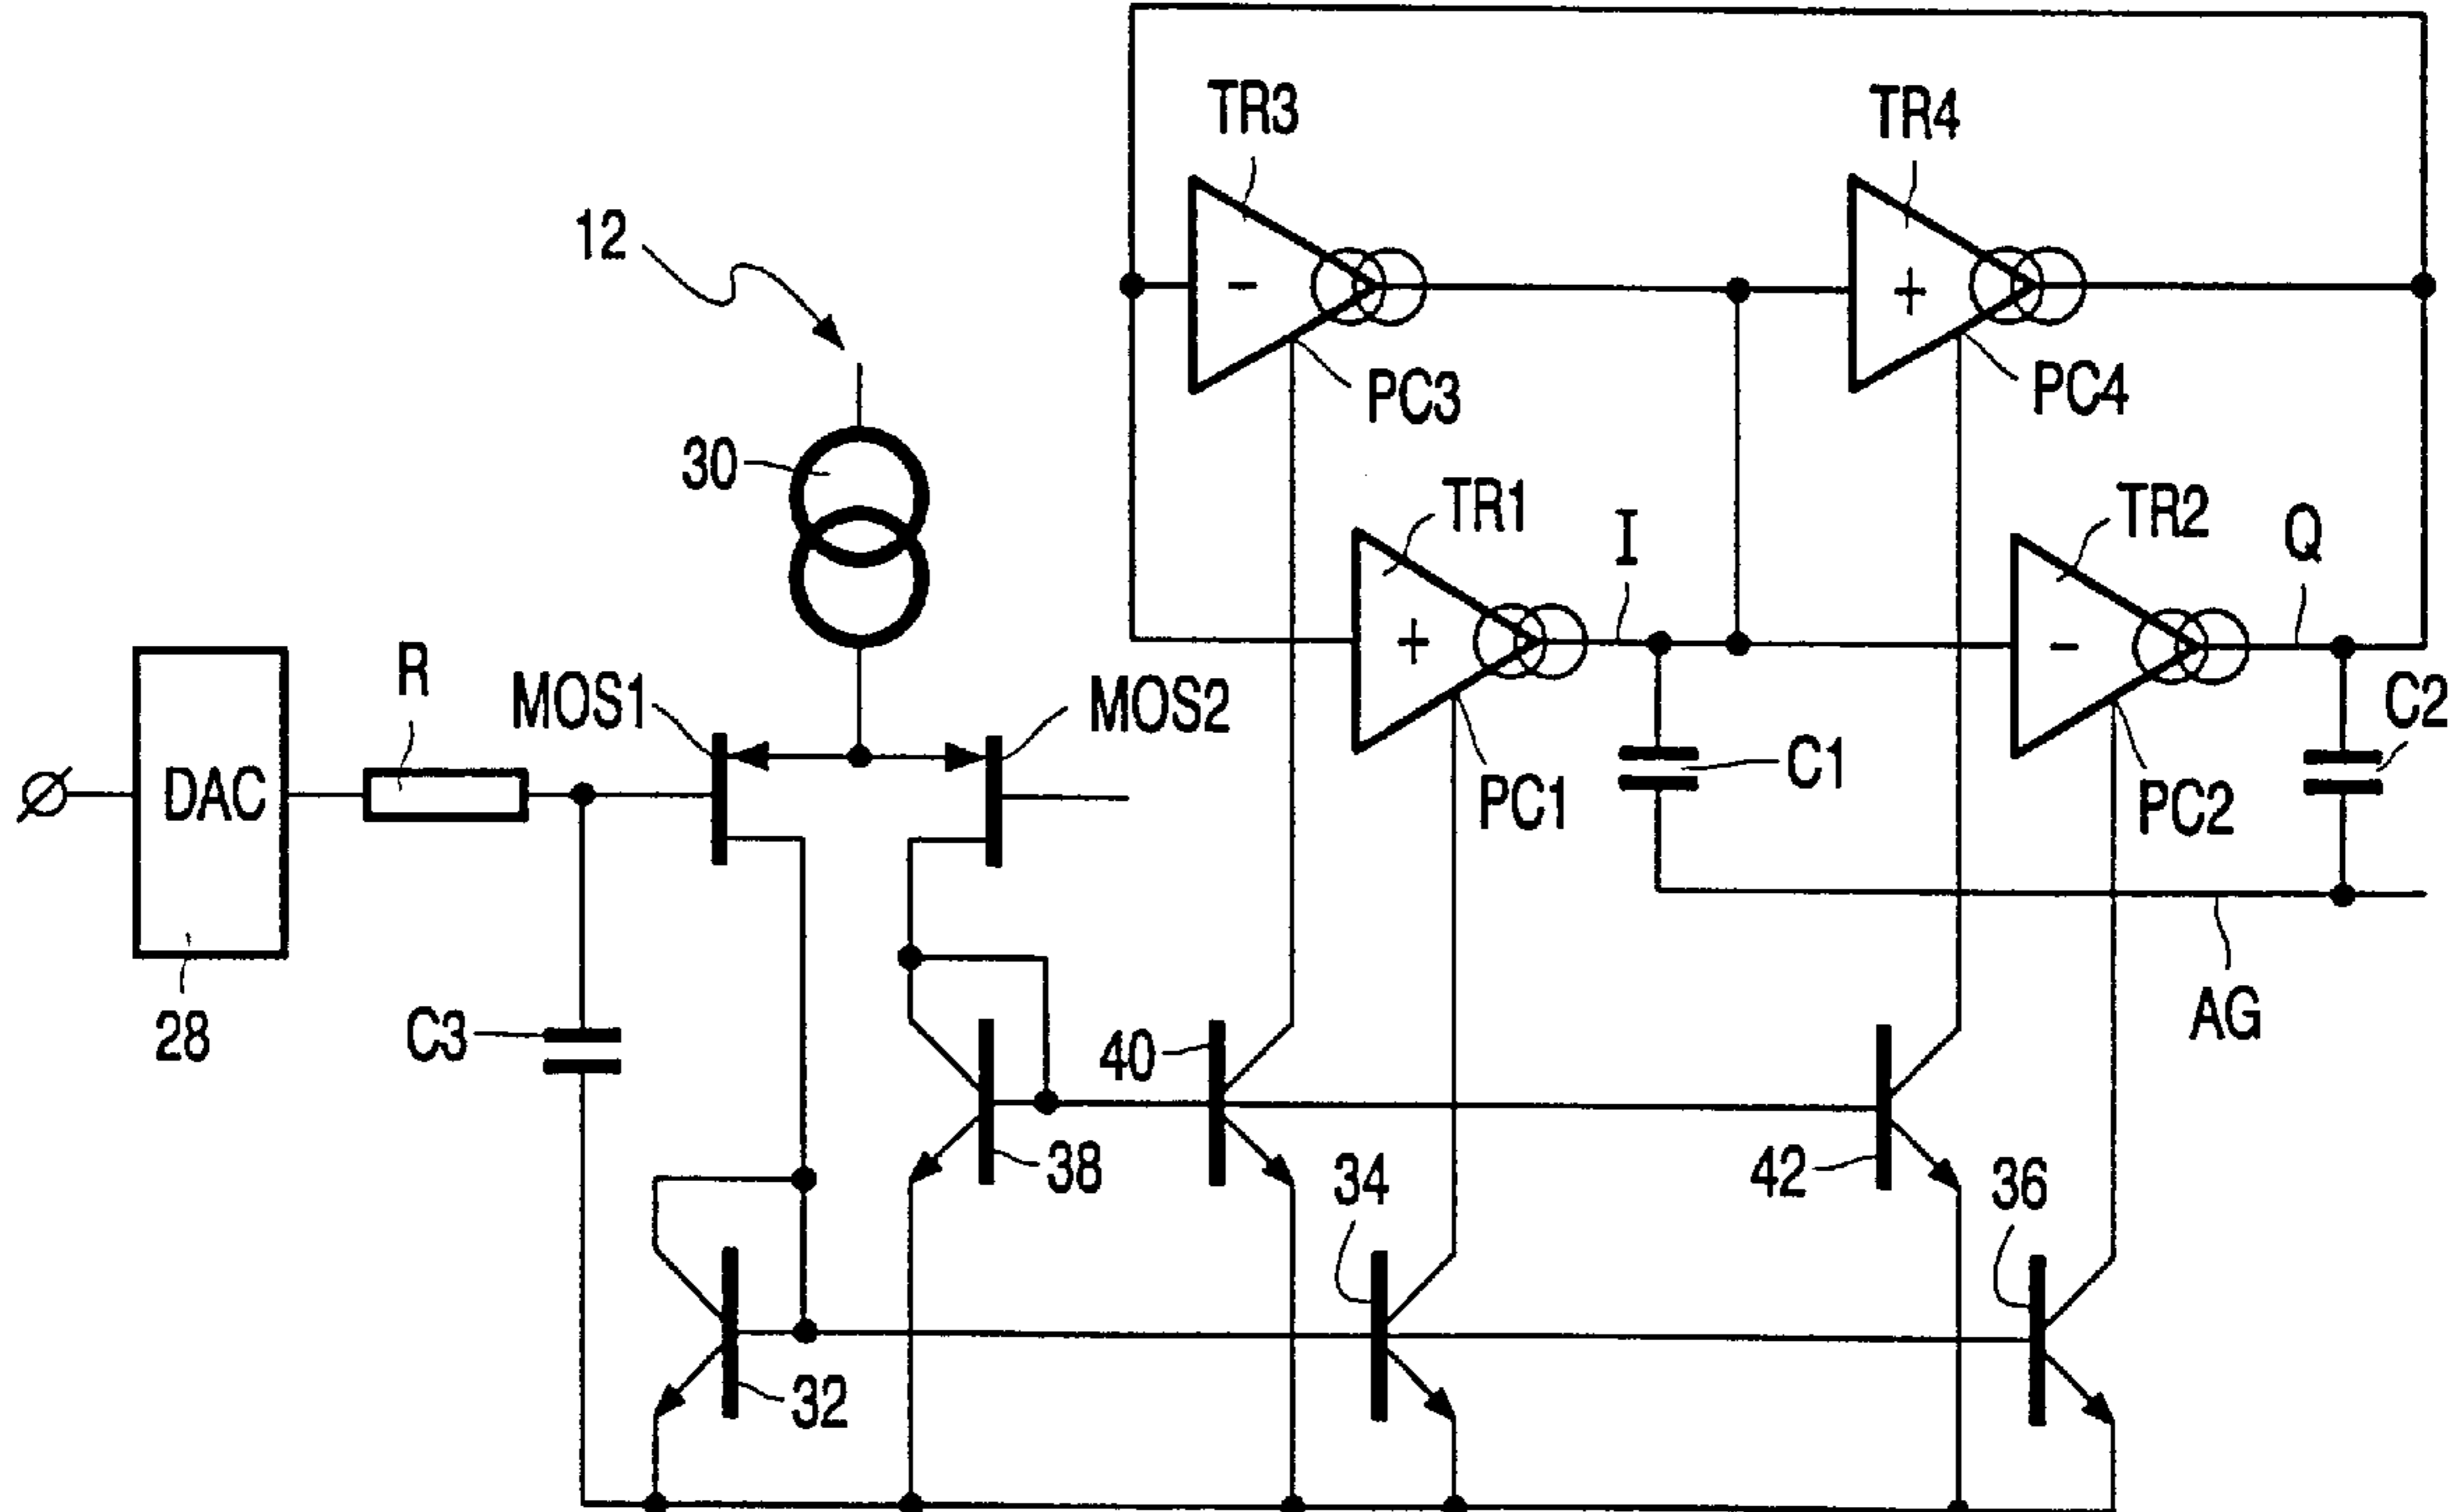 TR3
TR4
12
PC3
PC4
30
TR1
I
TR2
Q
R
MOS1
MOS2
C2
DAC
PC1
C1
PC2
28
C3
40
AG
38
34
42
36
32
+
-
+
-